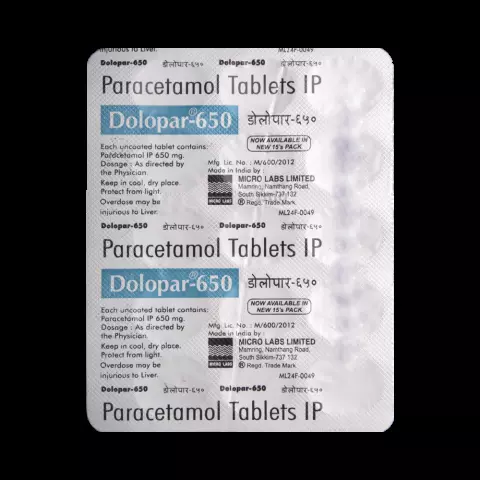 injurious to Liver. ML24F-0049
Dolopar-650 डोलोपार-६५० Dolopar-650 डोलोपार-६५०
Paracetamol Tablets IP
Dolopar®-650 डोलोपार-६५०
NOW AVAILABLE IN
NEW 15's PACK
Each uncoated tablet contains:
Paracetamol IP 650 mg.
Dosage : As directed by
the Physician.
Keep in cool, dry place.
Protect from light.
Overdose may be
injurious to Liver.
Mfg. Lic. No. : M/600/2012
Made in India by :
MICRO LABS LIMITED
Mamring, Namthang Road,
South Sikkim-737-132
MICRO LABS ® Regd. Trade Mark.
ML24F-0049
Dolopar-650 डोलोपार-६५० Dolopar-650 डोलोपार-६५०
Paracetamol Tablets IP
Dolopar®-650 डोलोपार-६५०
NOW AVAILABLE IN
NEW 15's PACK
Each uncoated tablet contains:
Paracetamol IP 650 mg.
Dosage : As directed by
the Physician.
Keep in cool, dry place.
Protect from light.
Overdose may be
injurious to Liver.
Mfg. Lic. No. : M/600/2012
Made in India by :
MICRO LABS LIMITED
Mamring, Namthang Road,
South Sikkim-737 132
MICRO LABS ® Regd. Trade Mark.
ML24F-0049
Dolopar-650 डोलोपार-६५० Dolopar-650 डोलोपार-६५०
Paracetamol Tablets IP